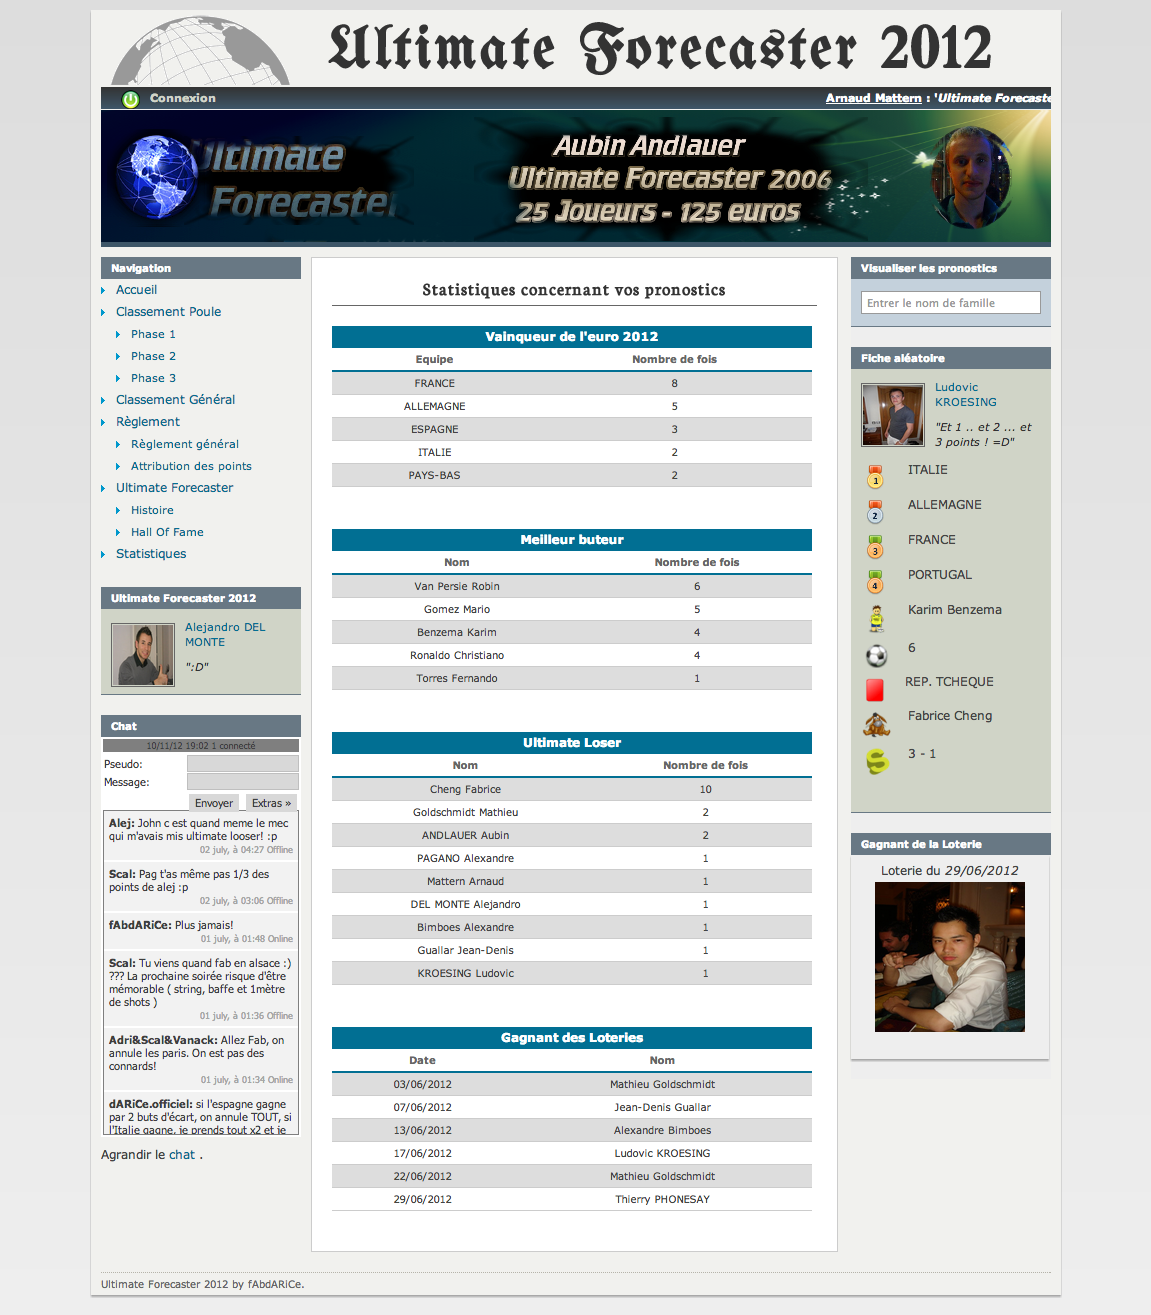 Ultimate Forecaster 2012
Connexion
Arnaud Mattern : 'Ultimate Forecaste
Ultimate
Forecaster
Aubin Andlauer
Ultimate Forecaster 2006
25 Joueurs - 125 euros
Navigation
Accueil
Classement Poule
Phase 1
Phase 2
Phase 3
Classement Général
Règlement
Règlement général
Attribution des points
Ultimate Forecaster
Histoire
Hall Of Fame
Statistiques
Ultimate Forecaster 2012
Alejandro DEL
MONTE
":D"
Chat
10/11/12 19:02 1 connecté
Pseudo:
Message:
Envoyer Extras »
Alej: John c est quand meme le mec
qui m'avais mis ultimate looser! :p
02 july, à 04:27 Offline
Scal: Pag t'as même pas 1/3 des
points de alej :p
02 july, à 03:06 Offline
fAbdARiCe: Plus jamais!
01 july, à 01:48 Online
Scal: Tu viens quand fab en alsace :)
??? La prochaine soirée risque d'être
mémorable ( string, baffe et 1mètre
de shots )
01 july, à 01:36 Offline
Adri&Scal&Vanack: Allez Fab, on
annule les paris. On est pas des
connards!
01 july, à 01:34 Online
dARiCe.officiel: si l'espagne gagne
par 2 buts d'écart, on annule TOUT, si
l'Italie gagne, je prends tout x2 et je
Agrandir le chat .
Statistiques concernant vos pronostics
Vainqueur de l'euro 2012
Equipe Nombre de fois
FRANCE 8
ALLEMAGNE 5
ESPAGNE 3
ITALIE 2
PAYS-BAS 2
Meilleur buteur
Nom Nombre de fois
Van Persie Robin 6
Gomez Mario 5
Benzema Karim 4
Ronaldo Christiano 4
Torres Fernando 1
Ultimate Loser
Nom Nombre de fois
Cheng Fabrice 10
Goldschmidt Mathieu 2
ANDLAUER Aubin 2
PAGANO Alexandre 1
Mattern Arnaud 1
DEL MONTE Alejandro 1
Bimboes Alexandre 1
Guallar Jean-Denis 1
KROESING Ludovic 1
Gagnant des Loteries
Date Nom
03/06/2012 Mathieu Goldschmidt
07/06/2012 Jean-Denis Guallar
13/06/2012 Alexandre Bimboes
17/06/2012 Ludovic KROESING
22/06/2012 Mathieu Goldschmidt
29/06/2012 Thierry PHONESAY
Visualiser les pronostics
Entrer le nom de famille
Fiche aléatoire
Ludovic
KROESING
"Et 1 .. et 2 ... et
3 points ! =D"
1 ITALIE
2 ALLEMAGNE
3 FRANCE
4 PORTUGAL
Karim Benzema
6
REP. TCHEQUE
Fabrice Cheng
3 - 1
Gagnant de la Loterie
Loterie du 29/06/2012
Ultimate Forecaster 2012 by fAbdARiCe.